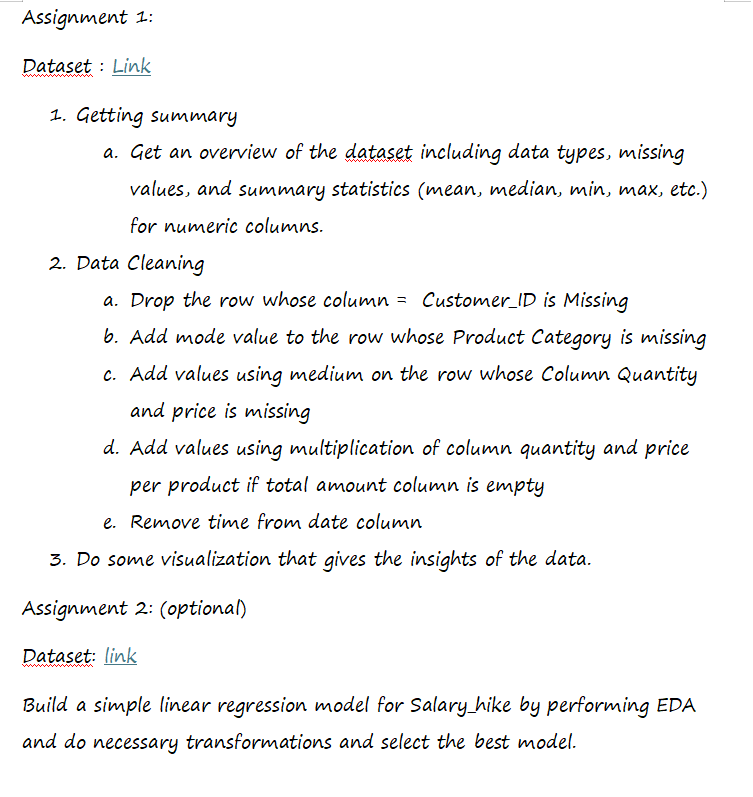 Assignment 1:
Dataset : Link
1. Getting summary
a. Get an overview of the dataset including data types, missing
values, and summary statistics (mean, median, min, max, etc.)
for numeric columns.
2. Data Cleaning
a. Drop the row whose column = Customer_ID is Missing
b. Add mode value to the row whose Product Category is missing
c. Add values using medium on the row whose Column Quantity
and price is missing
d. Add values using multiplication of column quantity and price
per product if total amount column is empty
e. Remove time from date column
3. Do some visualization that gives the insights of the data.
Assignment 2: (optional)
Dataset: link
Build a simple linear regression model for Salary_hike by performing EDA
and do necessary transformations and select the best model.